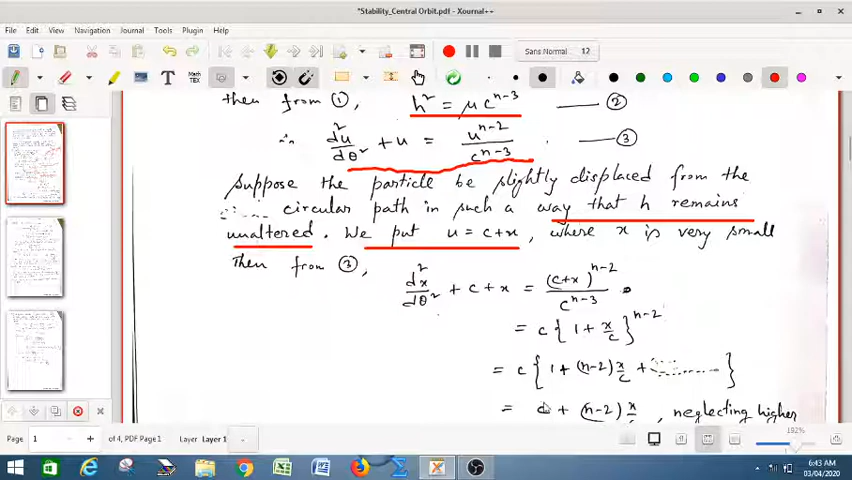 *Stability_Central Orbit.pdf - Xournal++
File Edit View Navigation Journal Tools Plugin Help
Sans Normal 12
then from ①, h² = μ c^{n-3} —— ②
∴ d²u/dθ² + u = u^{n-2}/c^{n-3} . —— ③
Suppose the particle be slightly displaced from the
circular path in such a way that h remains
unaltered. We put u = c+x, where x is very small
then from ③,
d²x/dθ² + c + x = (c+x)^{n-2}/c^{n-3}
= c { 1 + x/c }^{n-2}
= c { 1 + (n-2) x/c + ........ }
= c + (n-2) x/c , neglecting higher
Page 1 of 4, PDF Page 1 Layer Layer 1 192%
6:43 AM
03/04/2020